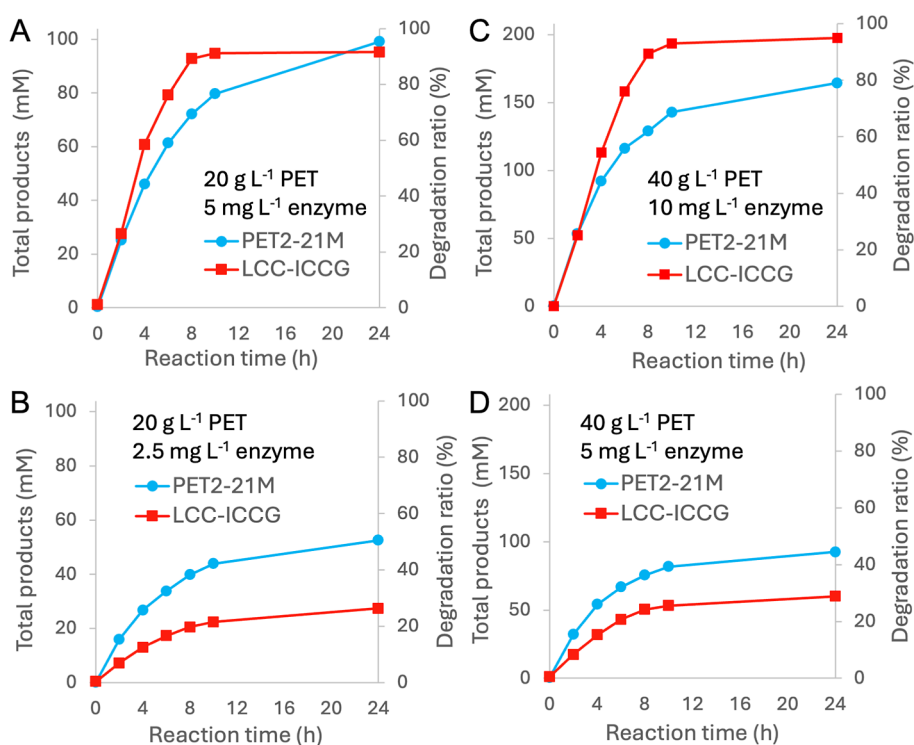 A
Total products (mM)
100
80
60
40
20
0
20 g L⁻¹ PET
5 mg L⁻¹ enzyme
PET2-21M
LCC-ICCG
100
80
60
40
20
0
Degradation ratio (%)
0 4 8 12 16 20 24
Reaction time (h)
C
Total products (mM)
200
150
100
50
0
40 g L⁻¹ PET
10 mg L⁻¹ enzyme
PET2-21M
LCC-ICCG
100
80
60
40
20
0
Degradation ratio (%)
0 4 8 12 16 20 24
Reaction time (h)
B
Total products (mM)
100
80
60
40
20
0
20 g L⁻¹ PET
2.5 mg L⁻¹ enzyme
PET2-21M
LCC-ICCG
100
80
60
40
20
0
Degradation ratio (%)
0 4 8 12 16 20 24
Reaction time (h)
D
Total products (mM)
200
150
100
50
0
40 g L⁻¹ PET
5 mg L⁻¹ enzyme
PET2-21M
LCC-ICCG
100
80
60
40
20
0
Degradation ratio (%)
0 4 8 12 16 20 24
Reaction time (h)